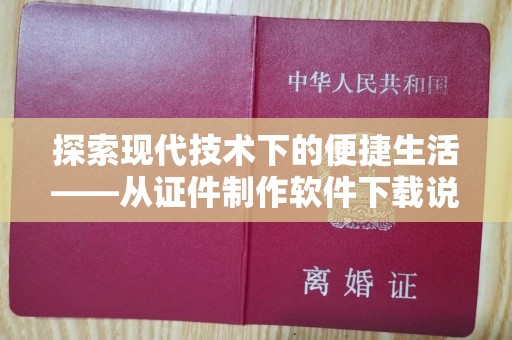 中华人民共和国
探索现代技术下的便捷生活
——从证件制作软件下载说
离婚证